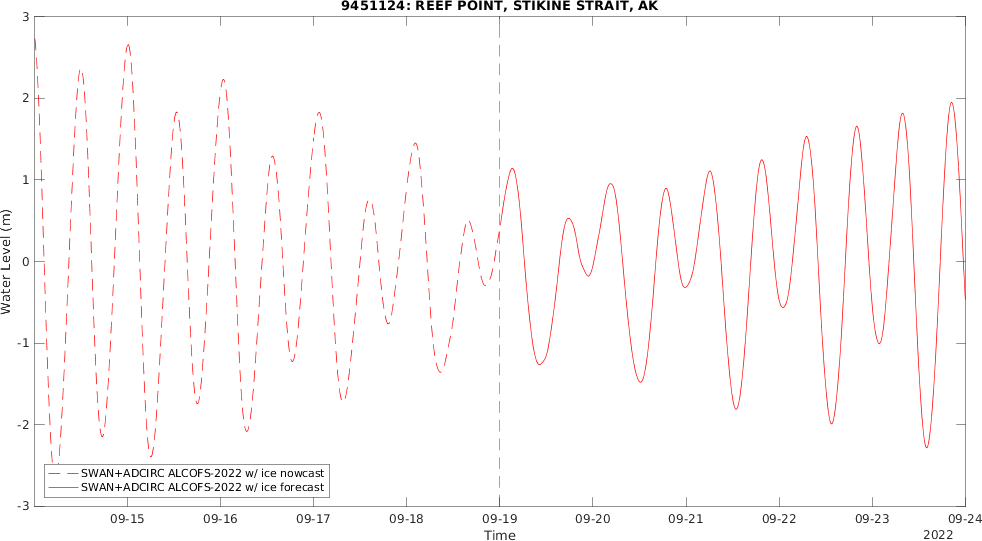 9451124: REEF POINT, STIKINE STRAIT, AK
3
2
1
0
-1
-2
-3
Water Level (m)
SWAN+ADCIRC ALCOFS-2022 w/ ice nowcast
SWAN+ADCIRC ALCOFS-2022 w/ ice forecast
09-15 09-16 09-17 09-18 09-19 09-20 09-21 09-22 09-23 09-24
Time
2022